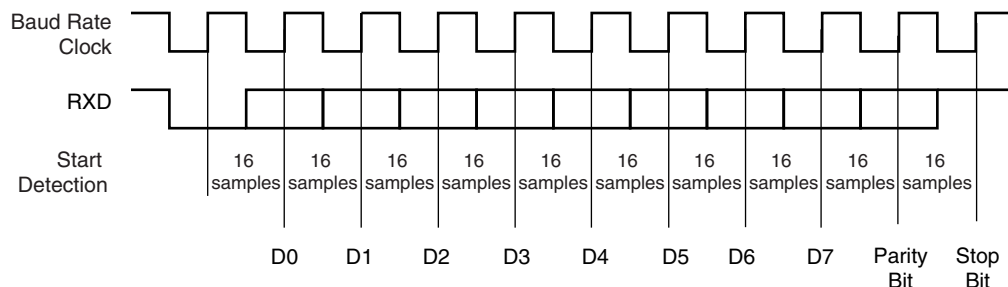 Baud Rate
Clock
RXD
Start
Detection
16 16 16 16 16 16 16 16 16 16
samples samples samples samples samples samples samples samples samples samples
D0 D1 D2 D3 D4 D5 D6 D7 Parity Stop
Bit Bit